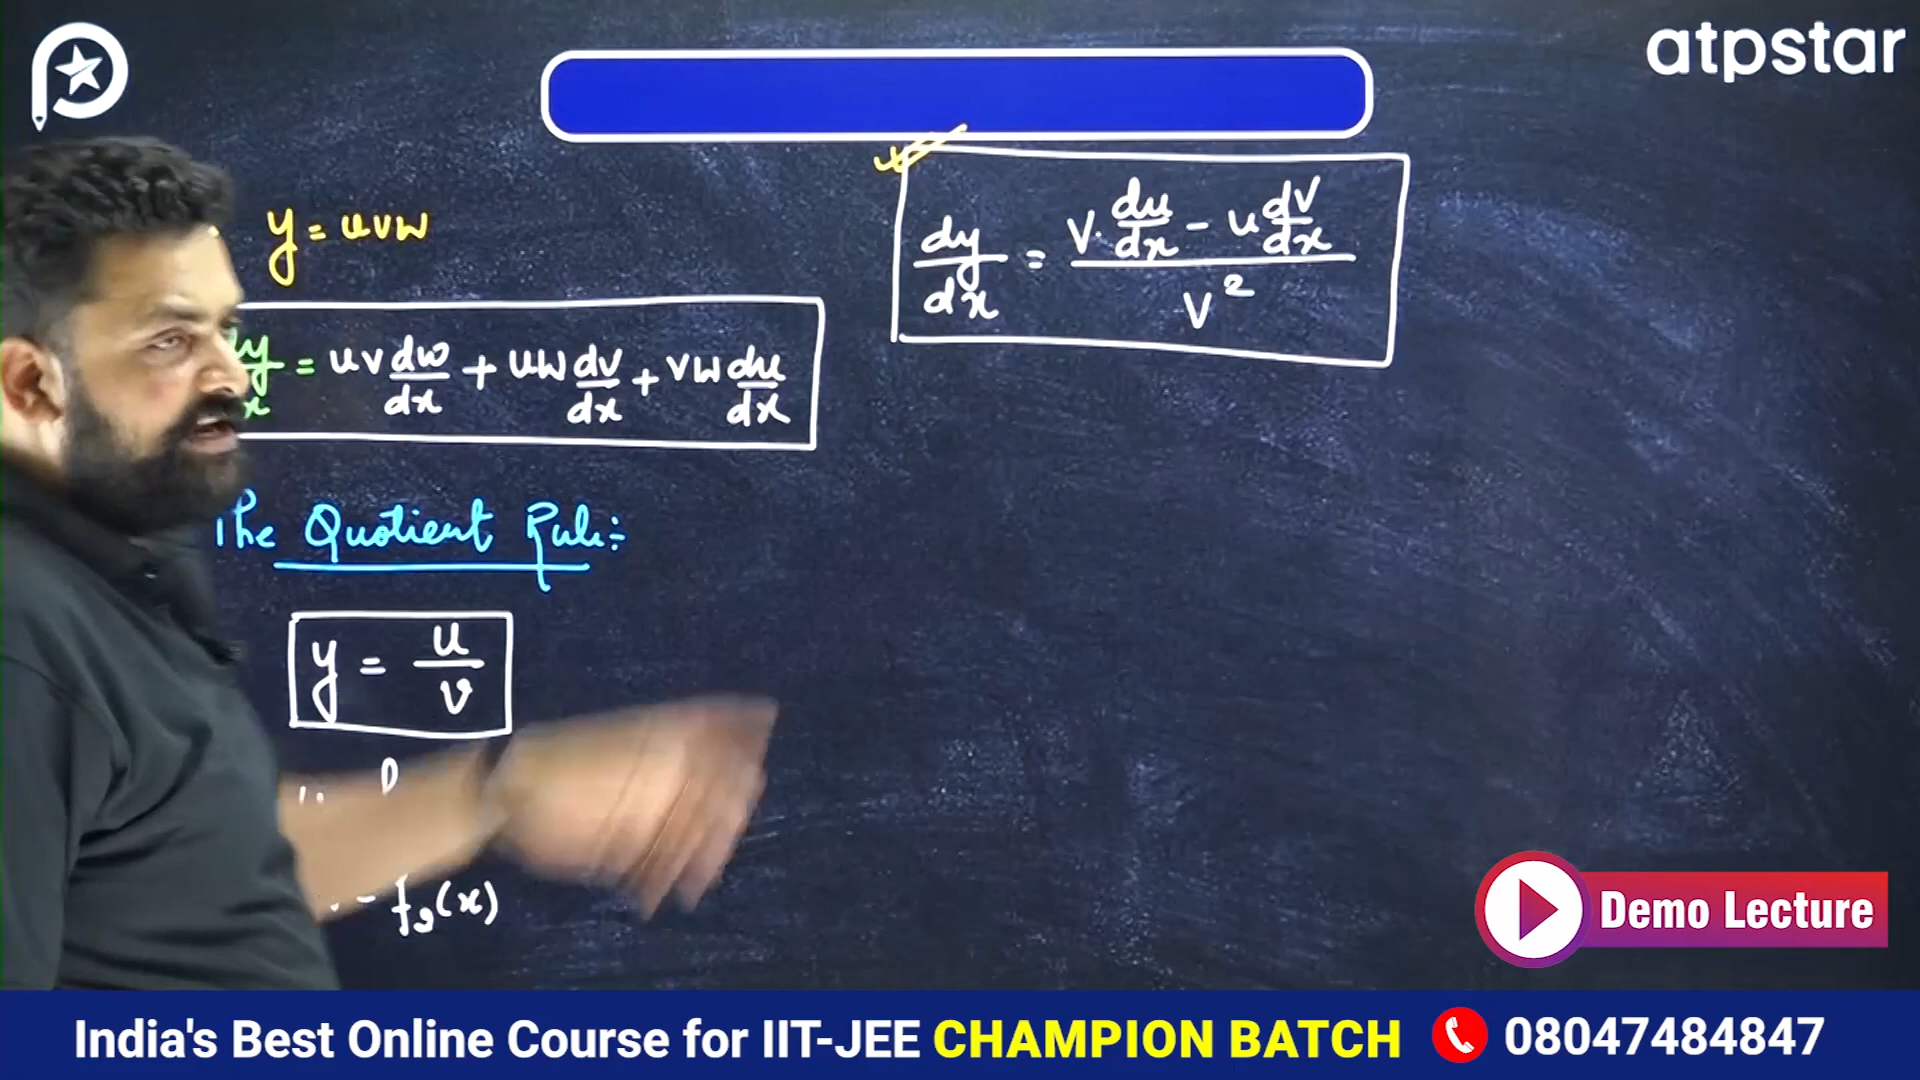 atpstar
y = uvw
dy/dx = uv dw/dx + uw dv/dx + vw du/dx
The Quotient Rule:
y = u/v
= f₂(x)
dy/dx = (v. du/dx - u dv/dx)/v²
Demo Lecture
India's Best Online Course for IIT-JEE CHAMPION BATCH 08047484847